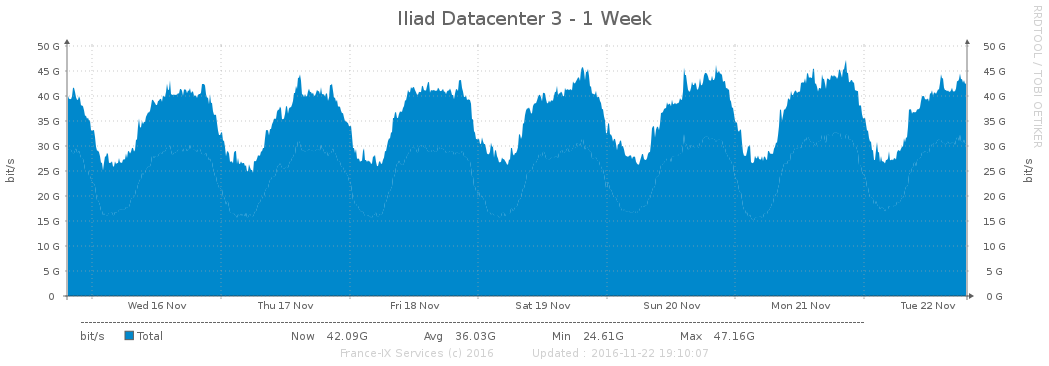 Iliad Datacenter 3 - 1 Week
RRDTOOL / TOBI OETIKER
50 G 50 G
45 G 45 G
40 G 40 G
35 G 35 G
30 G 30 G
25 G 25 G
20 G 20 G
15 G 15 G
10 G 10 G
5 G 5 G
0 0 G
bit/s bit/s
Wed 16 Nov Thu 17 Nov Fri 18 Nov Sat 19 Nov Sun 20 Nov Mon 21 Nov Tue 22 Nov
bit/s Total Now 42.09G Avg 36.03G Min 24.61G Max 47.16G
France-IX Services (c) 2016 Updated : 2016-11-22 19:10:07